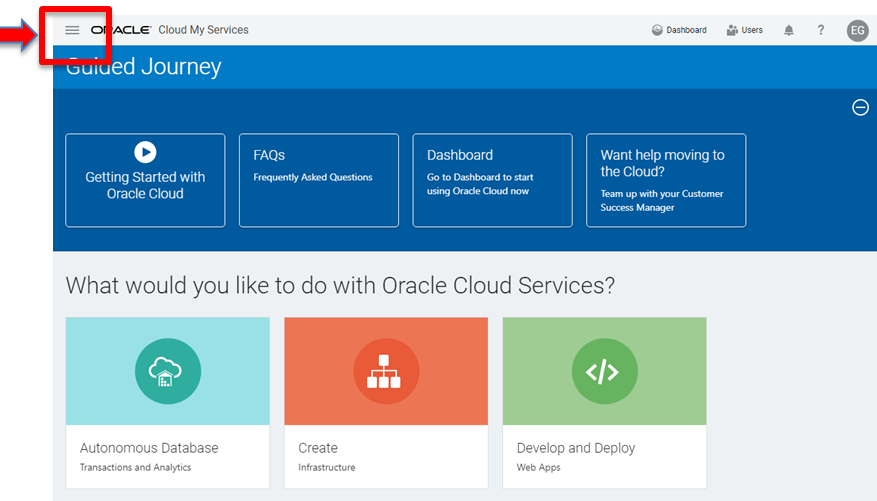 ORACLE Cloud My Services Dashboard Users ? EG
Guided Journey
Getting Started with
Oracle Cloud
FAQs
Frequently Asked Questions
Dashboard
Go to Dashboard to start
using Oracle Cloud now
Want help moving to
the Cloud?
Team up with your Customer
Success Manager
What would you like to do with Oracle Cloud Services?
Autonomous Database
Transactions and Analytics
Create
Infrastructure
Develop and Deploy
Web Apps